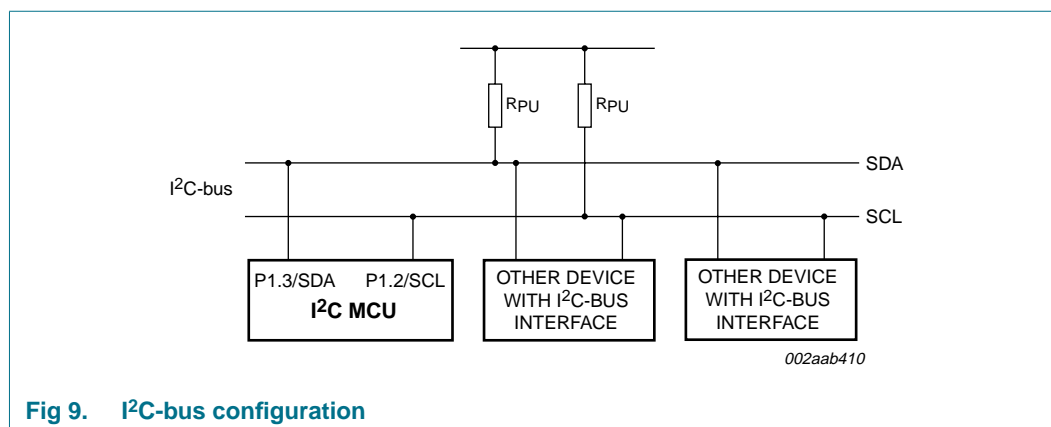 RPU RPU
SDA
I²C-bus
SCL
P1.3/SDA P1.2/SCL
I²C MCU
OTHER DEVICE
WITH I²C-BUS
INTERFACE
OTHER DEVICE
WITH I²C-BUS
INTERFACE
002aab410
Fig 9. I²C-bus configuration